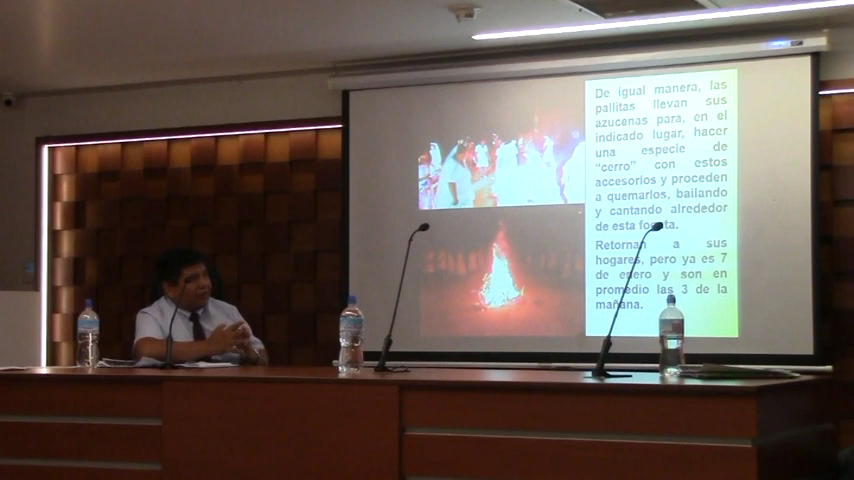 De igual manera, las
pallitas llevan sus
azucenas para, en el
indicado lugar, hacer
una especie de
“cerro” con estos
accesorios y proceden
a quemarlos, bailando
y cantando alrededor
de esta fogata.
Retornan a sus
hogares, pero ya es 7
de enero y son en
promedio las 3 de la
mañana.